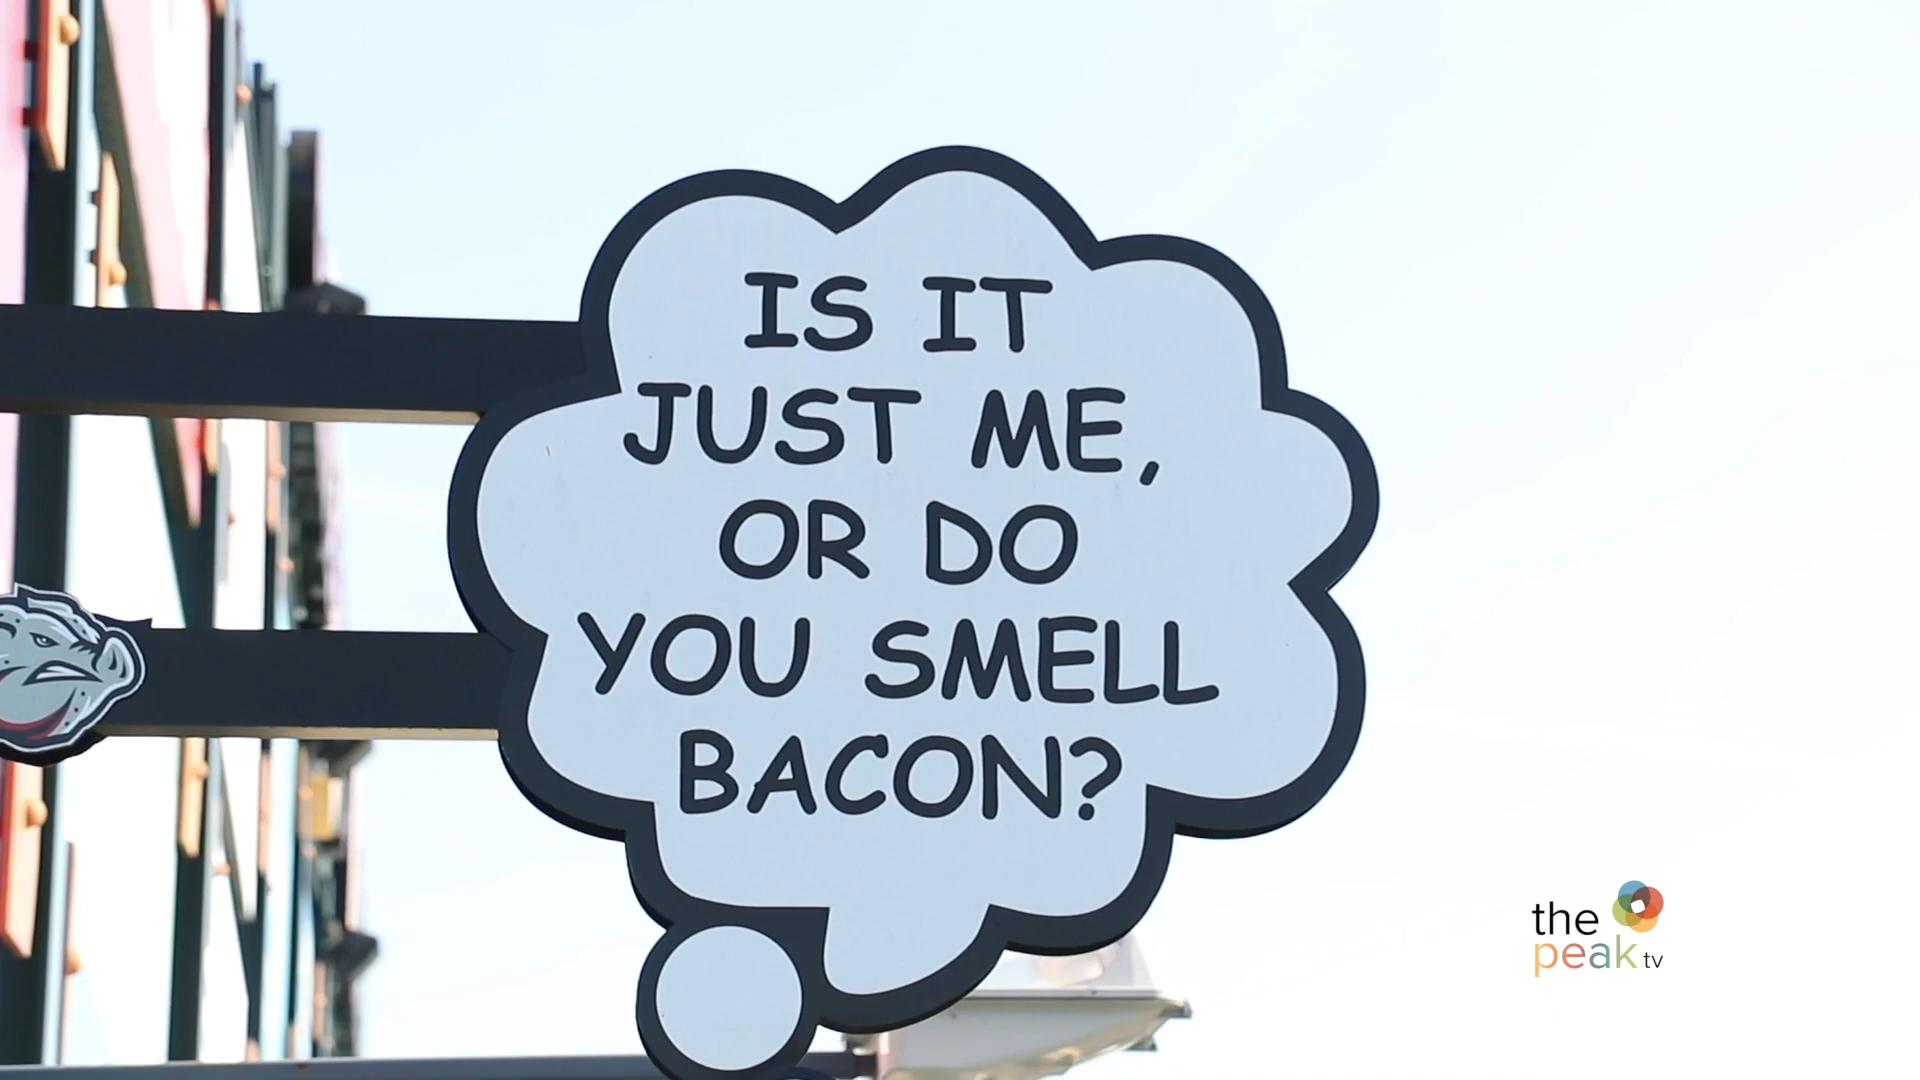 IS IT
JUST ME,
OR DO
YOU SMELL
BACON?
the
peak tv